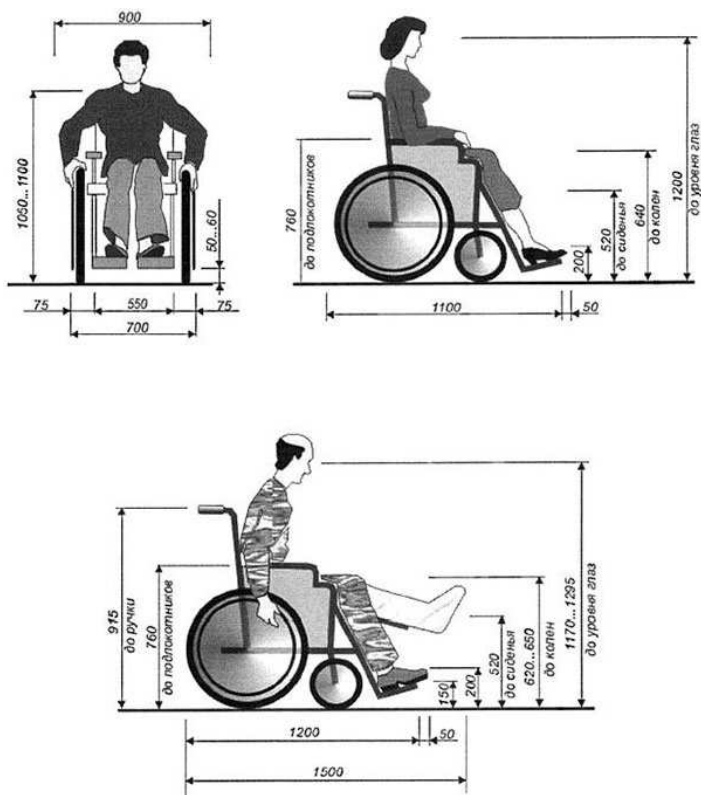 900
1050...1100
50...60
75
550
75
700
760
до подлокотников
200
520
до сиденья
640
до колен
1200
до уровня глаз
1100
50
915
до ручки
760
до подлокотников
150
200
520
до сиденья
620...650
до колен
1170...1295
до уровня глаз
1200
50
1500